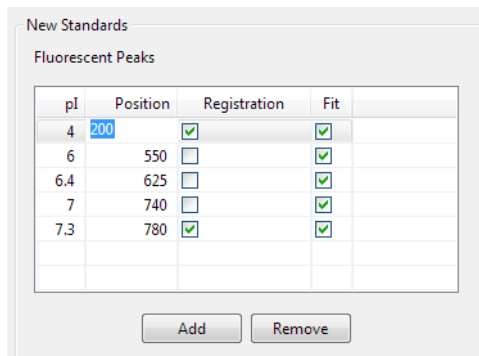 New Standards
Fluorescent Peaks
pI Position Registration Fit
4 200
6 550
6.4 625
7 740
7.3 780
Add Remove